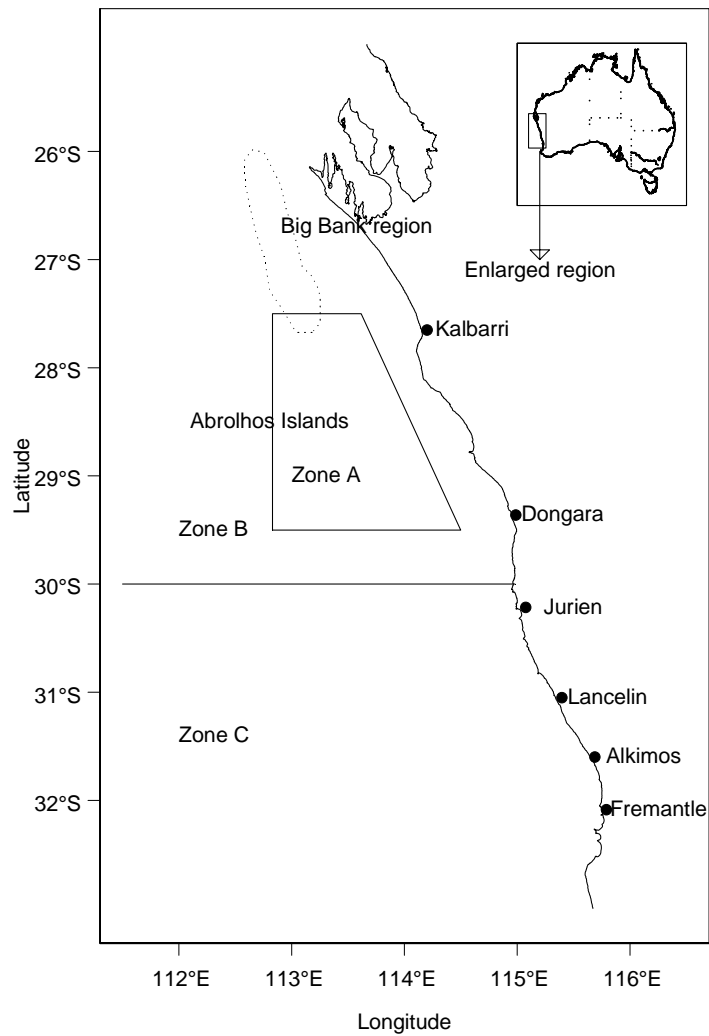 26°S
Big Bank region
27°S
Enlarged region
Kalbarri
28°S
Abrolhos Islands
Latitude
29°S
Zone A
Dongara
Zone B
30°S
Jurien
31°S
Lancelin
Zone C
Alkimos
32°S
Fremantle
112°E 113°E 114°E 115°E 116°E
Longitude